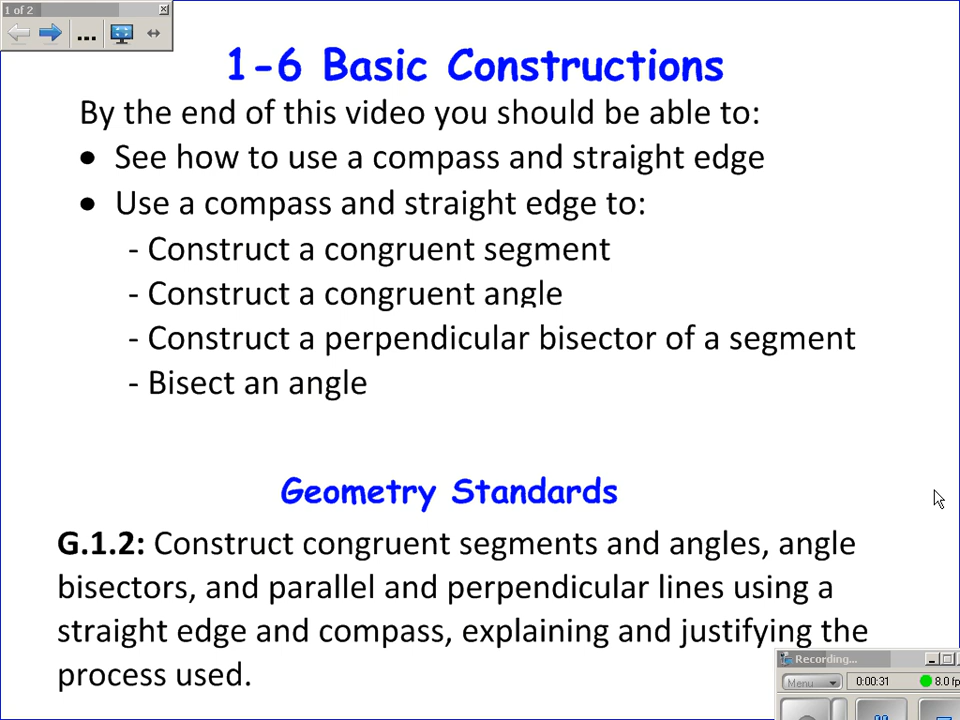 1 of 2
1-6 Basic Constructions
By the end of this video you should be able to:
• See how to use a compass and straight edge
• Use a compass and straight edge to:
- Construct a congruent segment
- Construct a congruent angle
- Construct a perpendicular bisector of a segment
- Bisect an angle
Geometry Standards
G.1.2: Construct congruent segments and angles, angle
bisectors, and parallel and perpendicular lines using a
straight edge and compass, explaining and justifying the
process used.
Recording...
Menu 0:00:31 8.0 fp